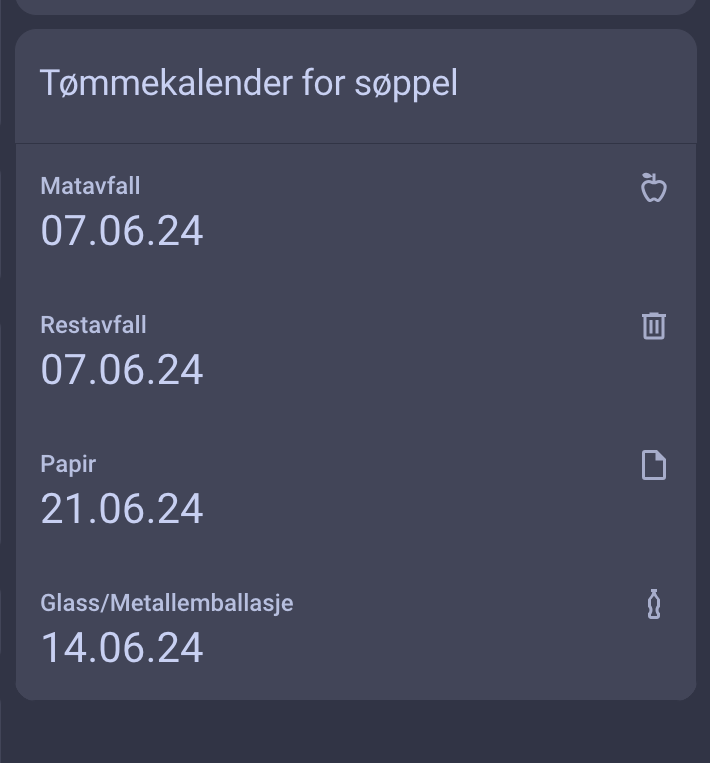 Tømmekalender for søppel
Matavfall
07.06.24
Restavfall
07.06.24
Papir
21.06.24
Glass/Metallemballasje
14.06.24